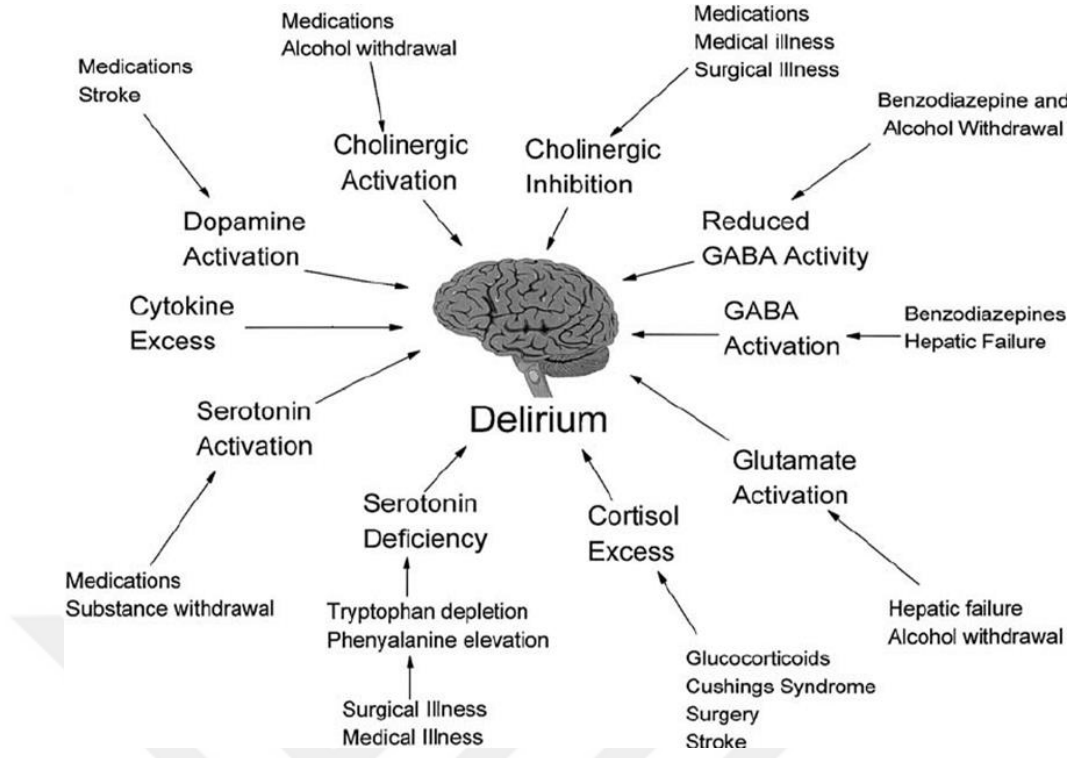 Medications
Alcohol withdrawal
Medications
Medical illness
Surgical Illness
Medications
Stroke
Benzodiazepine and
Alcohol Withdrawal
Cholinergic
Activation
Cholinergic
Inhibition
Dopamine
Activation
Reduced
GABA Activity
Cytokine
Excess
GABA
Activation
Benzodiazepines
Hepatic Failure
Serotonin
Activation
Delirium
Glutamate
Activation
Serotonin
Deficiency
Cortisol
Excess
Medications
Substance withdrawal
Tryptophan depletion
Phenyalanine elevation
Hepatic failure
Alcohol withdrawal
Surgical Illness
Medical Illness
Glucocorticoids
Cushings Syndrome
Surgery
Stroke